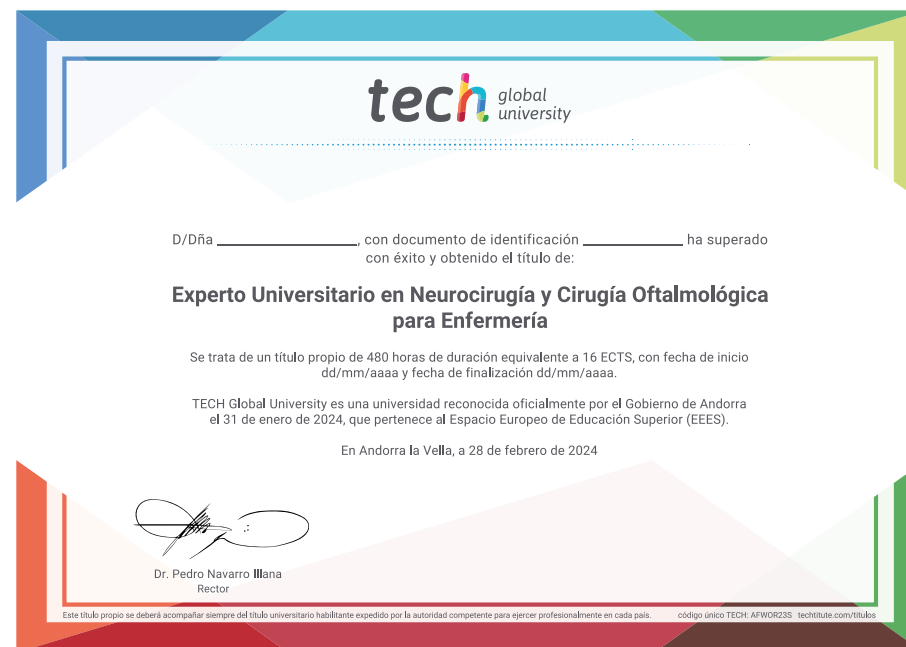 tech global university
D/Dña ____________________, con documento de identificación ______________ ha superado
con éxito y obtenido el título de:
Experto Universitario en Neurocirugía y Cirugía Oftalmológica
para Enfermería
Se trata de un título propio de 480 horas de duración equivalente a 16 ECTS, con fecha de inicio
dd/mm/aaaa y fecha de finalización dd/mm/aaaa.
TECH Global University es una universidad reconocida oficialmente por el Gobierno de Andorra
el 31 de enero de 2024, que pertenece al Espacio Europeo de Educación Superior (EEES).
En Andorra la Vella, a 28 de febrero de 2024
Dr. Pedro Navarro Illana
Rector
Este título propio se deberá acompañar siempre del título universitario habilitante expedido por la autoridad competente para ejercer profesionalmente en cada país. código único TECH: AFWOR23S techtitute.com/titulos